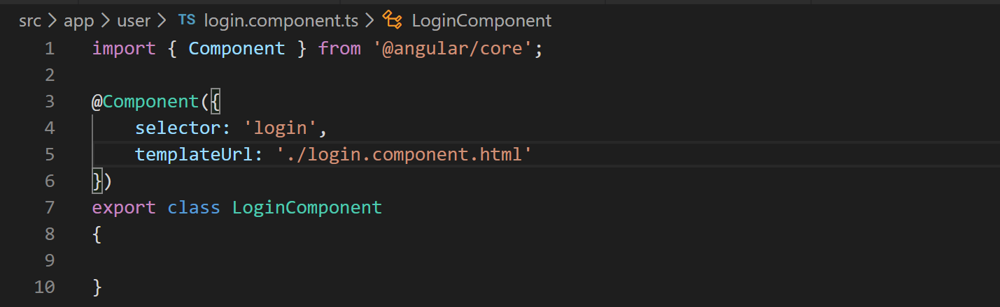 src > app > user > TS login.component.ts > LoginComponent
1 import { Component } from '@angular/core';
2
3 @Component({
4     selector: 'login',
5     templateUrl: './login.component.html'
6 })
7 export class LoginComponent
8 {
9
10 }